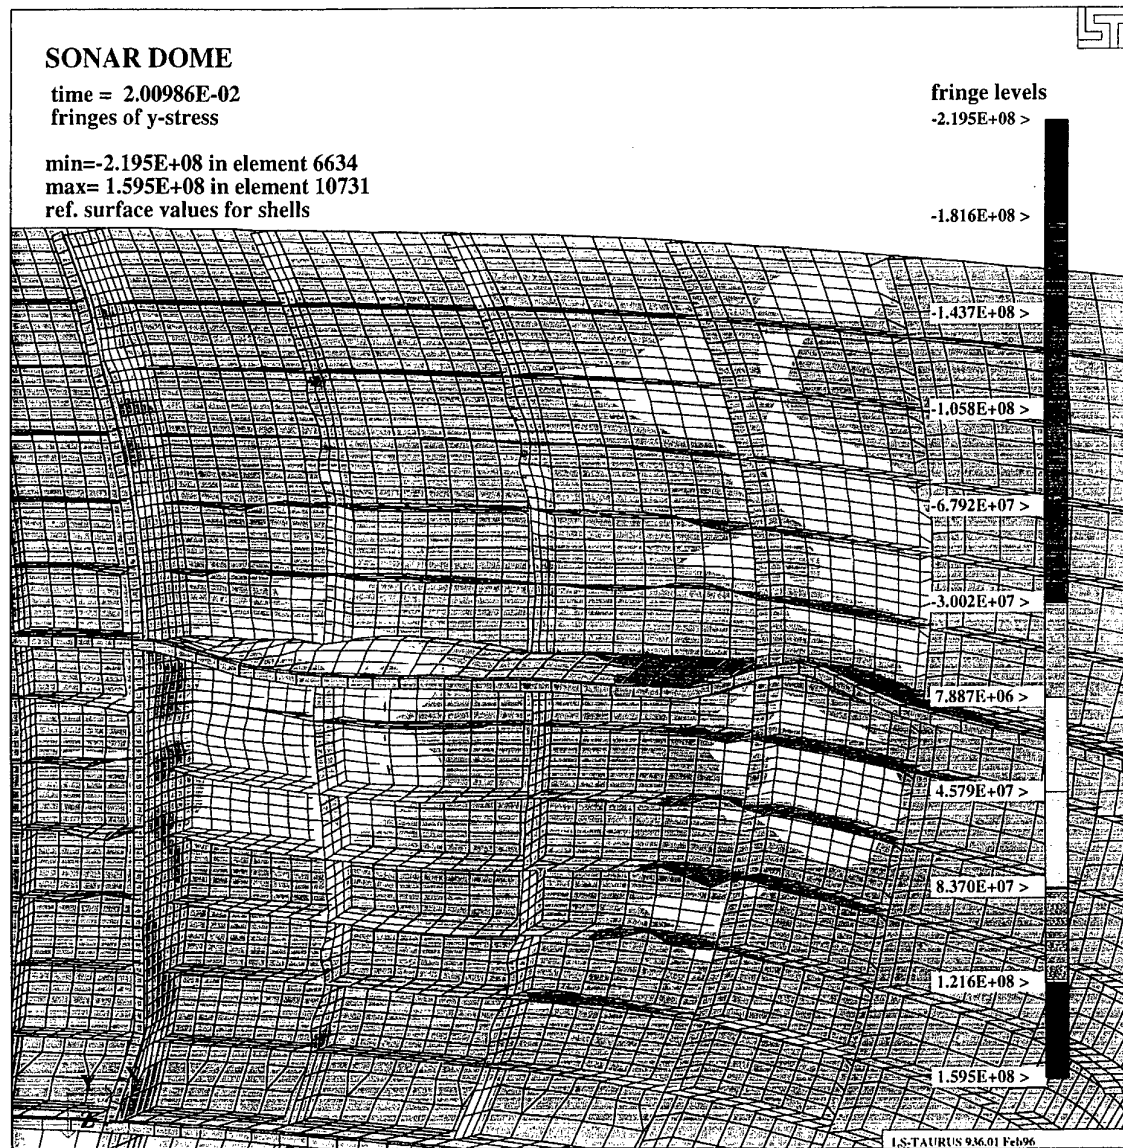 LST
SONAR DOME
time = 2.00986E-02
fringes of y-stress
min=-2.195E+08 in element 6634
max= 1.595E+08 in element 10731
ref. surface values for shells
fringe levels
-2.195E+08 >
-1.816E+08 >
-1.437E+08 >
-1.058E+08 >
-6.792E+07 >
-3.002E+07 >
7.887E+06 >
4.579E+07 >
8.370E+07 >
1.216E+08 >
1.595E+08 >
LS-TAURUS 936.01 Feb96